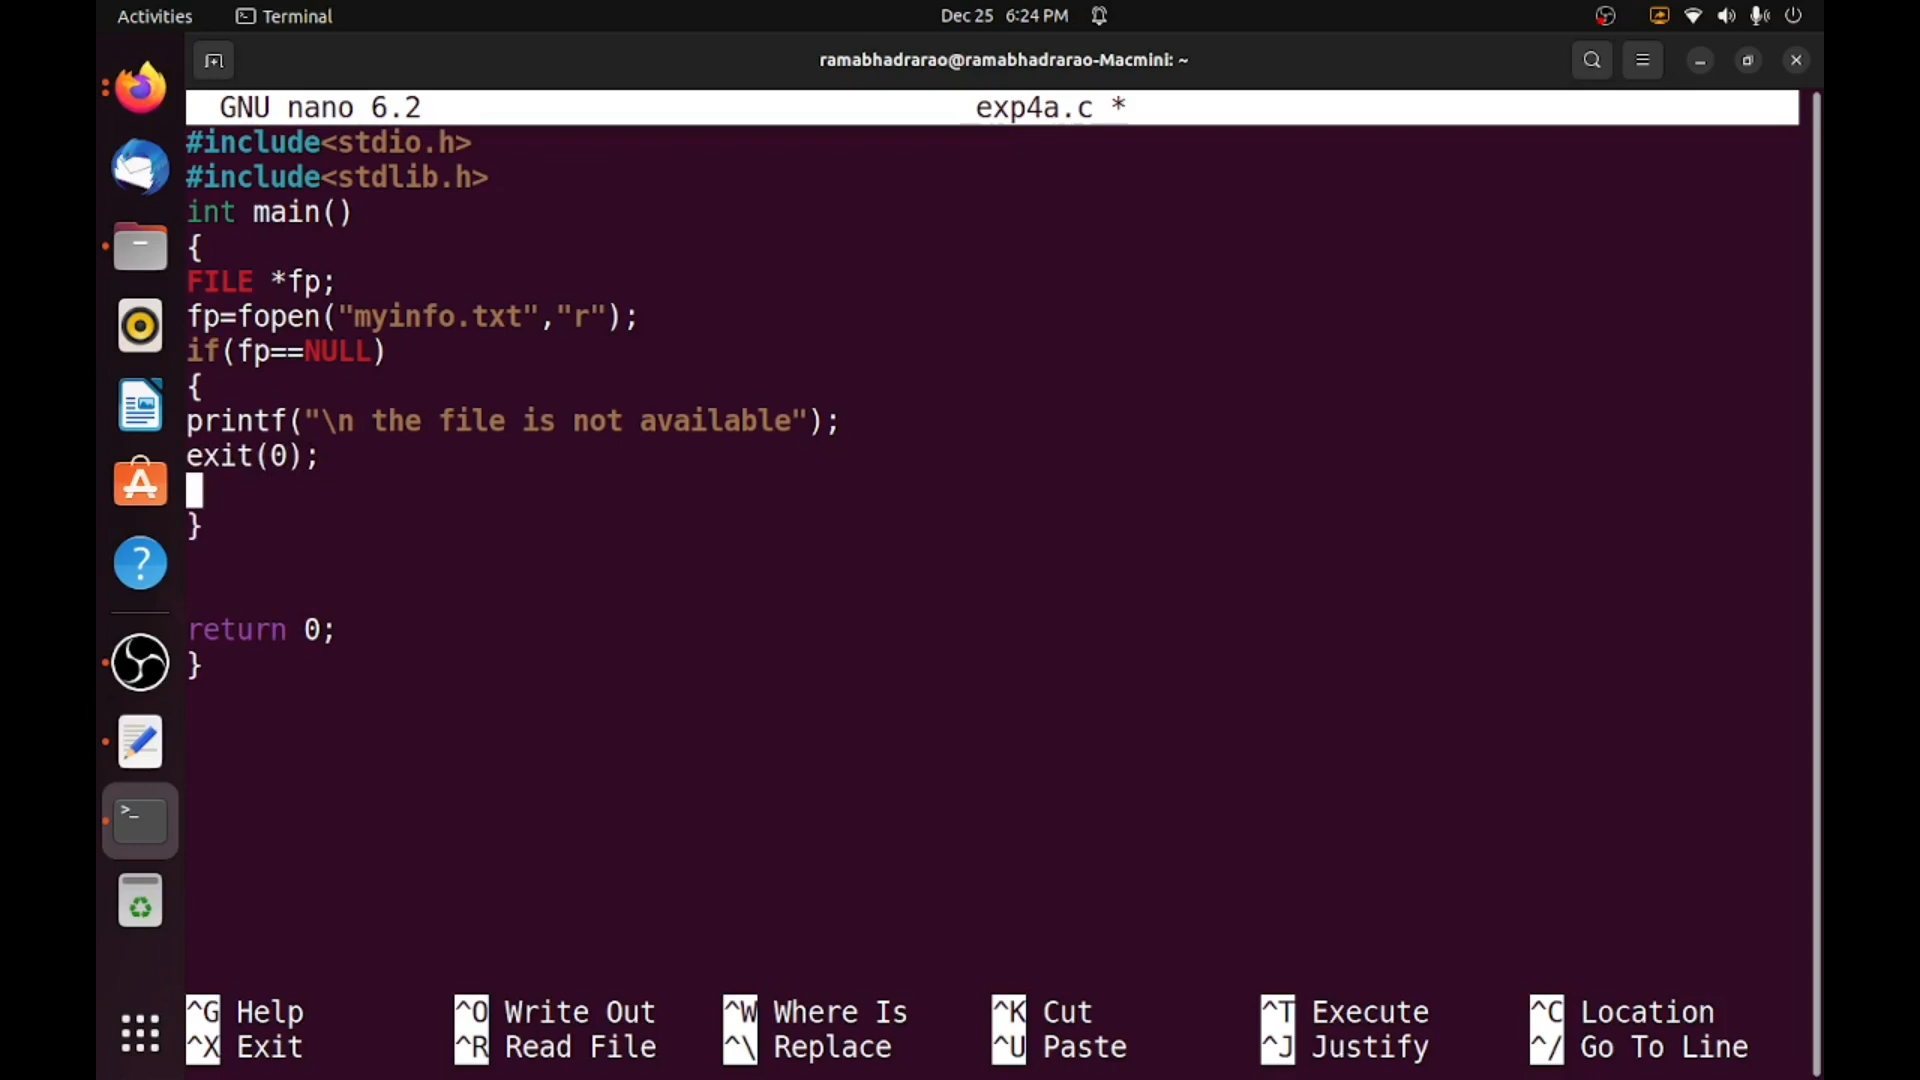 Activities Terminal Dec 25 6:24 PM
ramabhadrarao@ramabhadrarao-Macmini: ~
GNU nano 6.2 exp4a.c *
#include<stdio.h>
#include<stdlib.h>
int main()
{
FILE *fp;
fp=fopen("myinfo.txt","r");
if(fp==NULL)
{
printf("\n the file is not available");
exit(0);
}
return 0;
}
^G Help ^O Write Out ^W Where Is ^K Cut ^T Execute ^C Location
^X Exit ^R Read File ^\ Replace ^U Paste ^J Justify ^/ Go To Line